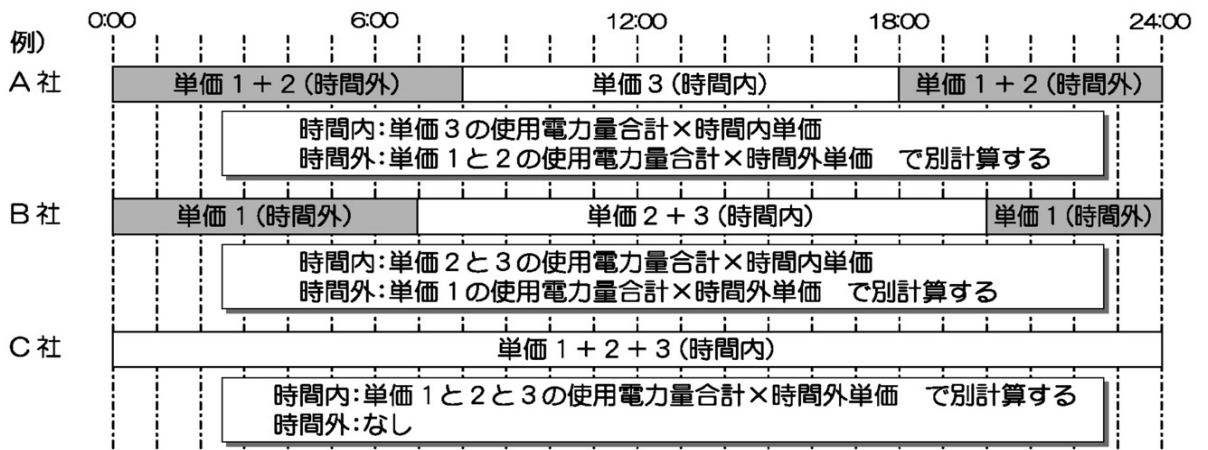 0:00 6:00 12:00 18:00 24:00
例)
A社 単価1+2(時間外) 単価3(時間内) 単価1+2(時間外)
時間内:単価3の使用電力量合計×時間内単価
時間外:単価1と2の使用電力量合計×時間外単価 で別計算する
B社 単価1(時間外) 単価2+3(時間内) 単価1(時間外)
時間内:単価2と3の使用電力量合計×時間内単価
時間外:単価1の使用電力量合計×時間外単価 で別計算する
C社 単価1+2+3(時間内)
時間内:単価1と2と3の使用電力量合計×時間外単価 で別計算する
時間外:なし